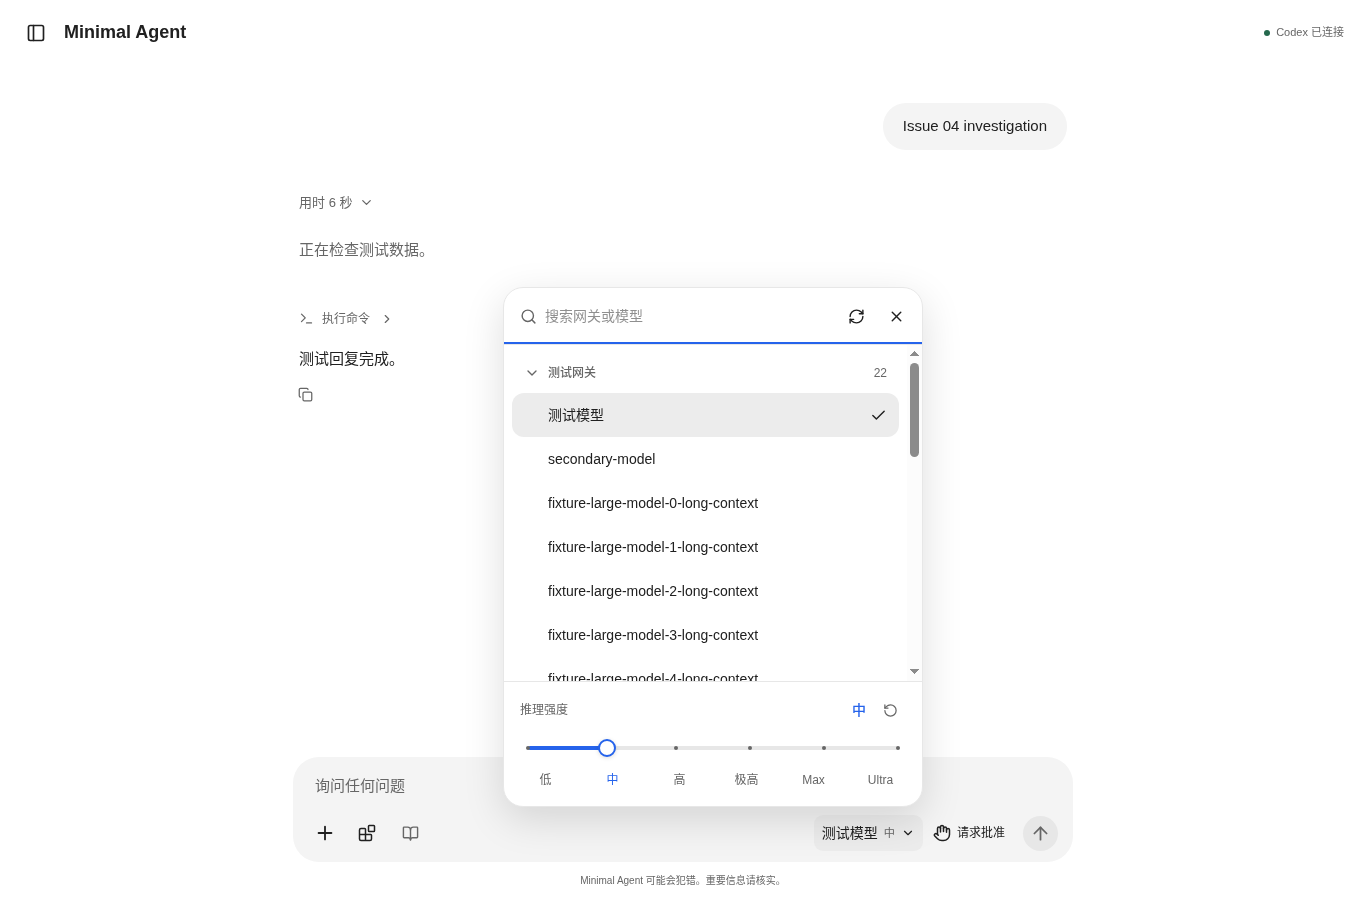 Minimal Agent
Codex 已连接
Issue 04 investigation
用时 6 秒
正在检查测试数据。
执行命令
测试回复完成。
搜索网关或模型
测试网关 22
测试模型
secondary-model
fixture-large-model-0-long-context
fixture-large-model-1-long-context
fixture-large-model-2-long-context
fixture-large-model-3-long-context
fixture-large-model-4-long-context
推理强度 中
低 中 高 极高 Max Ultra
询问任何问题
测试模型 中 请求批准
Minimal Agent 可能会犯错。重要信息请核实。